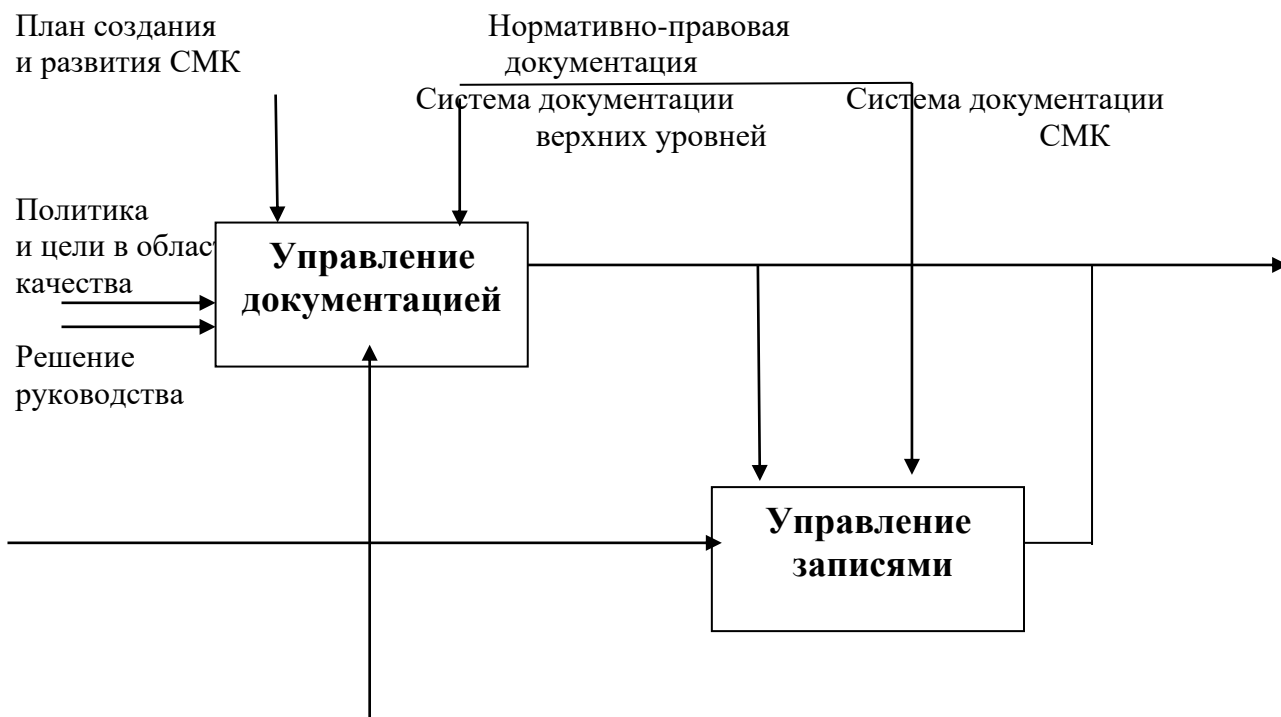 План создания
и развития СМК
Нормативно-правовая
документация
Система документации
верхних уровней
Система документации
СМК
Политика
и цели в облас
качества
Управление
документацией
Решение
руководства
Управление
записями